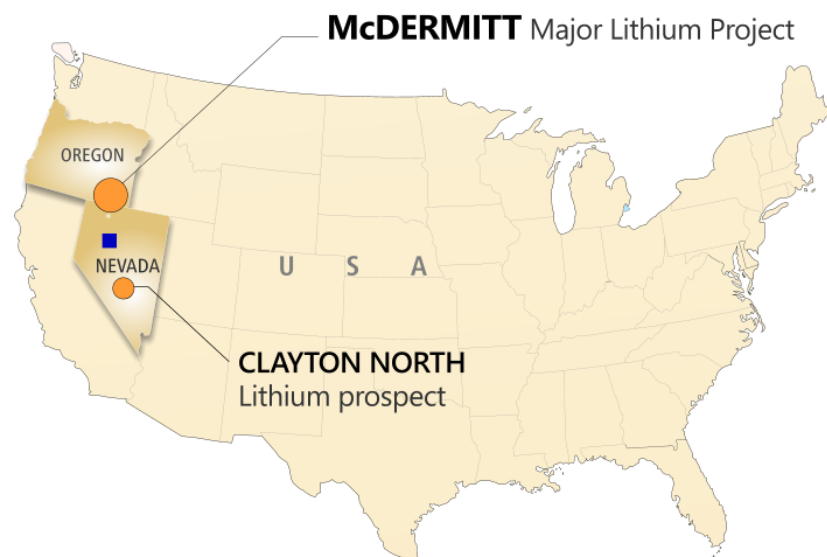 McDERMITT Major Lithium Project
OREGON
NEVADA
U S A
CLAYTON NORTH
Lithium prospect